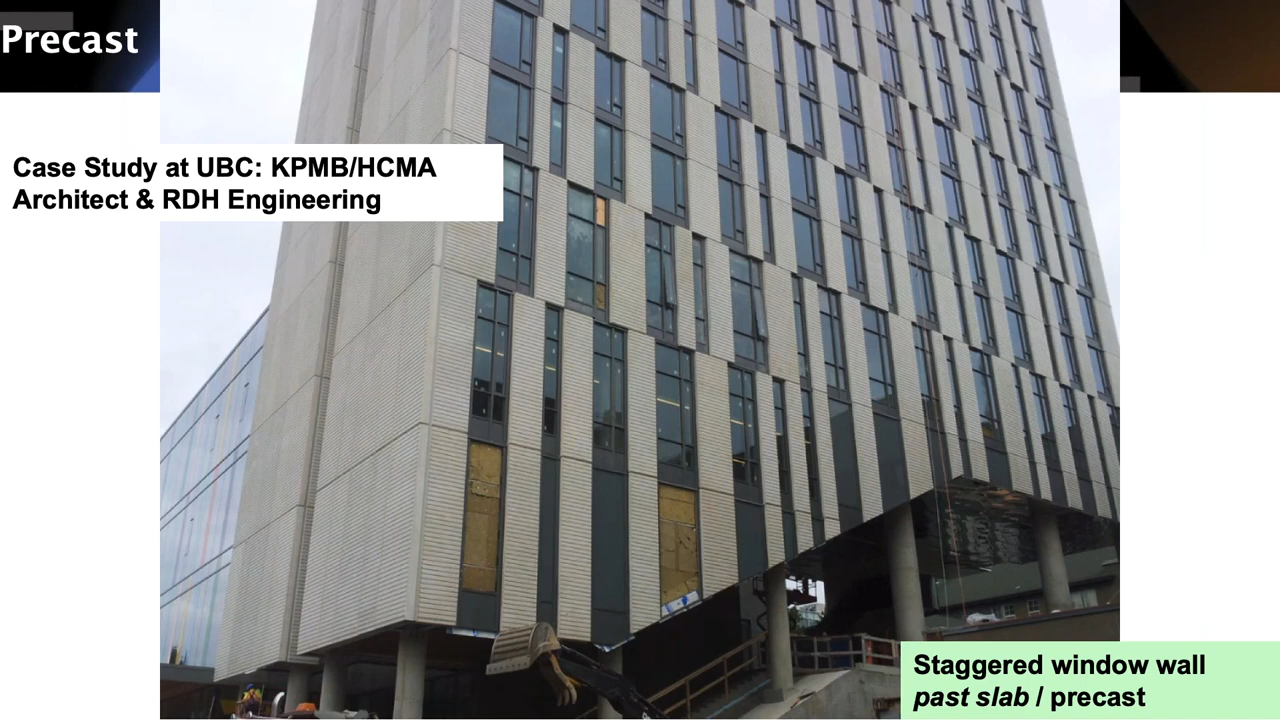 Precast
Case Study at UBC: KPMB/HCMA
Architect & RDH Engineering
Staggered window wall
past slab / precast